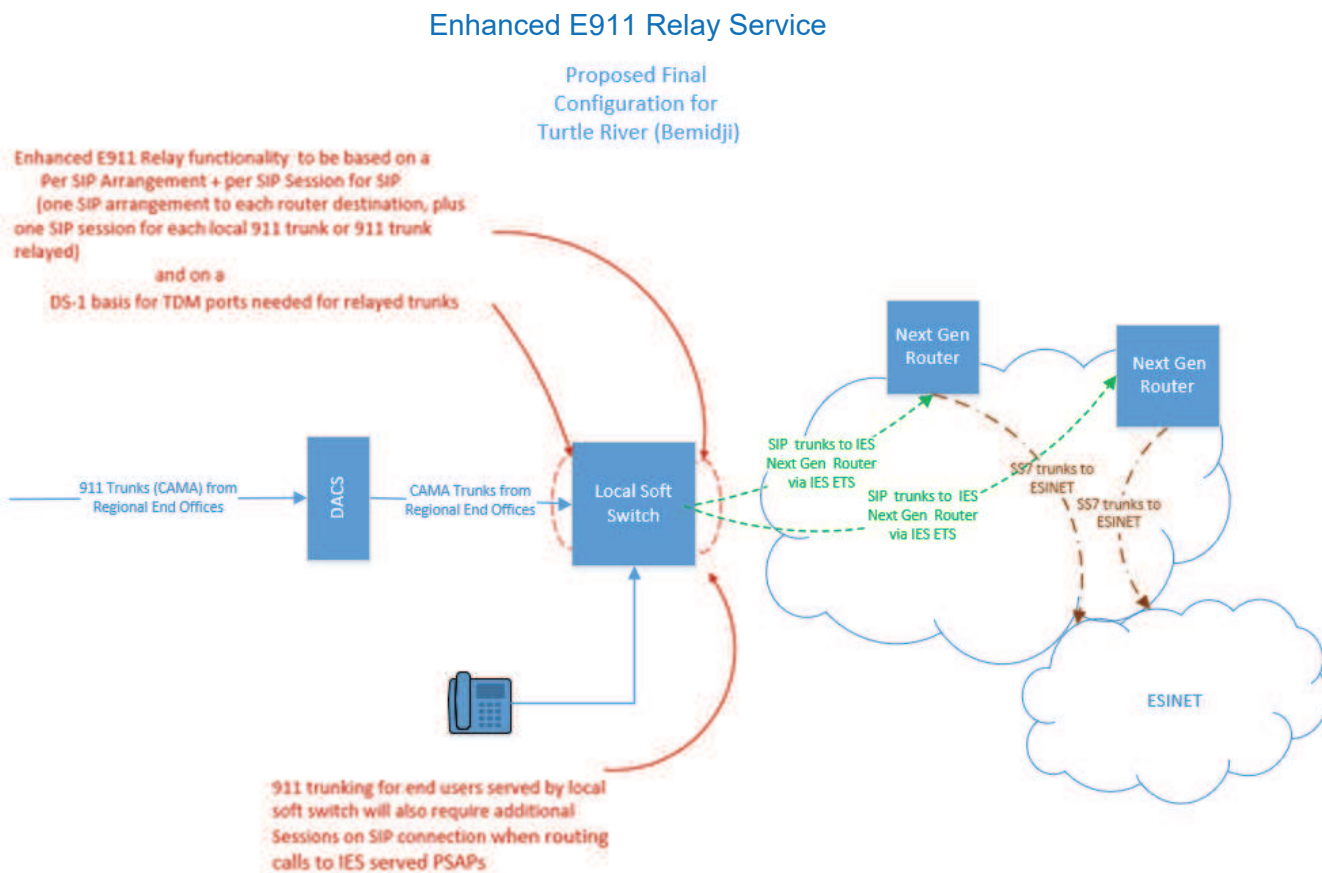 Enhanced E911 Relay Service
Proposed Final
Configuration for
Turtle River (Bemidji)
Enhanced E911 Relay functionality to be based on a
Per SIP Arrangement + per SIP Session for SIP
(one SIP arrangement to each router destination, plus
one SIP session for each local 911 trunk or 911 trunk
relayed)
and on a
DS-1 basis for TDM ports needed for relayed trunks
Next Gen
Router
Next Gen
Router
SIP trunks to IES
Next Gen Router
via IES ETS
SS7 trunks to
ESINET
SIP trunks to IES
Next Gen Router
via IES ETS
SS7 trunks to
ESINET
911 Trunks (CAMA) from
Regional End Offices
DACS
CAMA Trunks from
Regional End Offices
Local Soft
Switch
ESINET
911 trunking for end users served by local
soft switch will also require additional
Sessions on SIP connection when routing
calls to IES served PSAPs